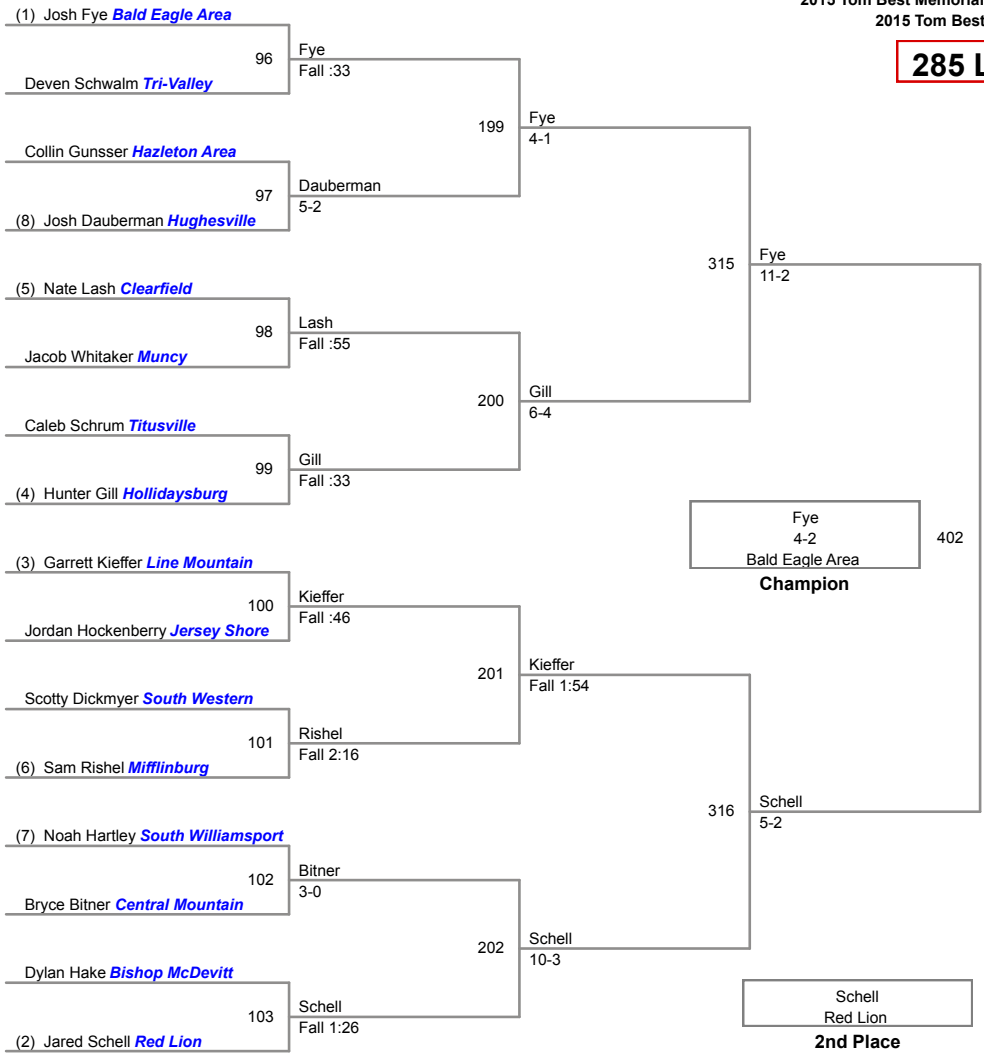 2015 Tom Best Memorial
2015 Tom Best
285 L
(1) Josh Fye Bald Eagle Area
96
Fye
Fall :33
Deven Schwalm Tri-Valley
199
Fye
4-1
Collin Gunsser Hazleton Area
97
Dauberman
5-2
(8) Josh Dauberman Hughesville
315
Fye
11-2
(5) Nate Lash Clearfield
98
Lash
Fall :55
Jacob Whitaker Muncy
200
Gill
6-4
Caleb Schrum Titusville
99
Gill
Fall :33
(4) Hunter Gill Hollidaysburg
Fye
4-2
Bald Eagle Area
402
Champion
(3) Garrett Kieffer Line Mountain
100
Kieffer
Fall :46
Jordan Hockenberry Jersey Shore
201
Kieffer
Fall 1:54
Scotty Dickmyer South Western
101
Rishel
Fall 2:16
(6) Sam Rishel Mifflinburg
316
Schell
5-2
(7) Noah Hartley South Williamsport
102
Bitner
3-0
Bryce Bitner Central Mountain
202
Schell
10-3
Dylan Hake Bishop McDevitt
103
Schell
Fall 1:26
(2) Jared Schell Red Lion
Schell
Red Lion
2nd Place